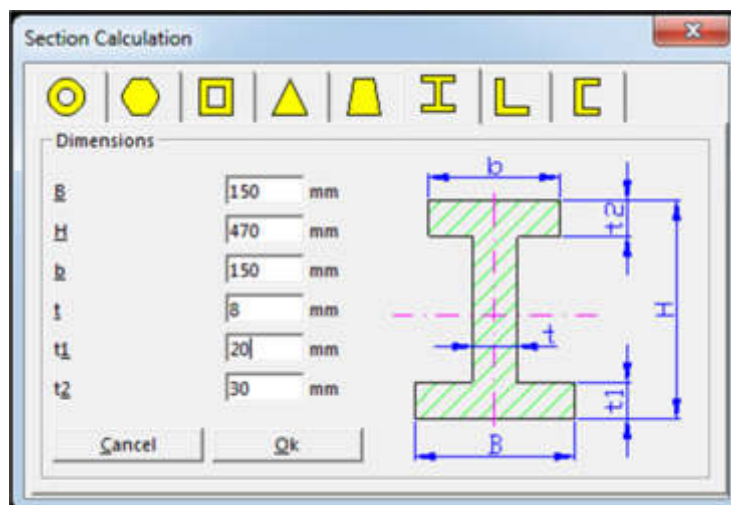 Section Calculation
Dimensions
B 150 mm
H 470 mm
b 150 mm
t 8 mm
t1 20 mm
t2 30 mm
Cancel Ok
b
t2
H
t
t1
B